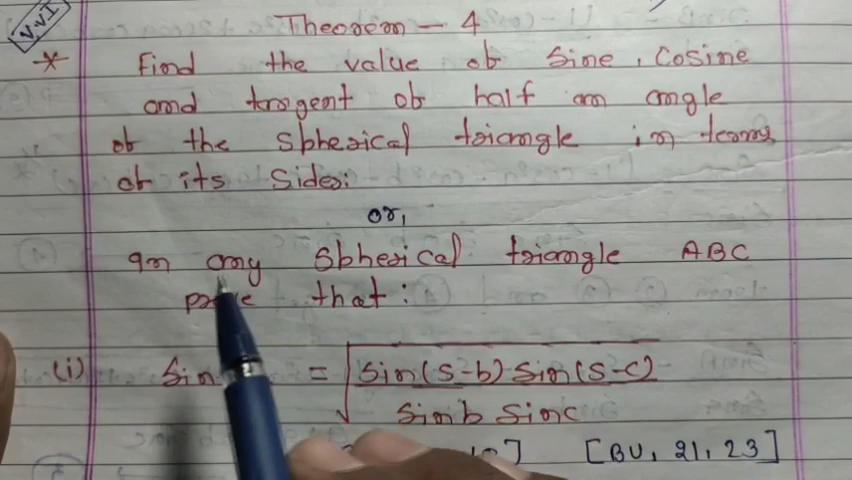 V.V.I
Theorem - 4
* Find the value of Sine, Cosine
and tangent of half an angle
of the spherical triangle in terms
of its sides:
or,
In any spherical triangle ABC
prove that:
(i) Sin = √ Sin(s-b) Sin(s-c)
Sinb Sinc
[BU, 21, 23]